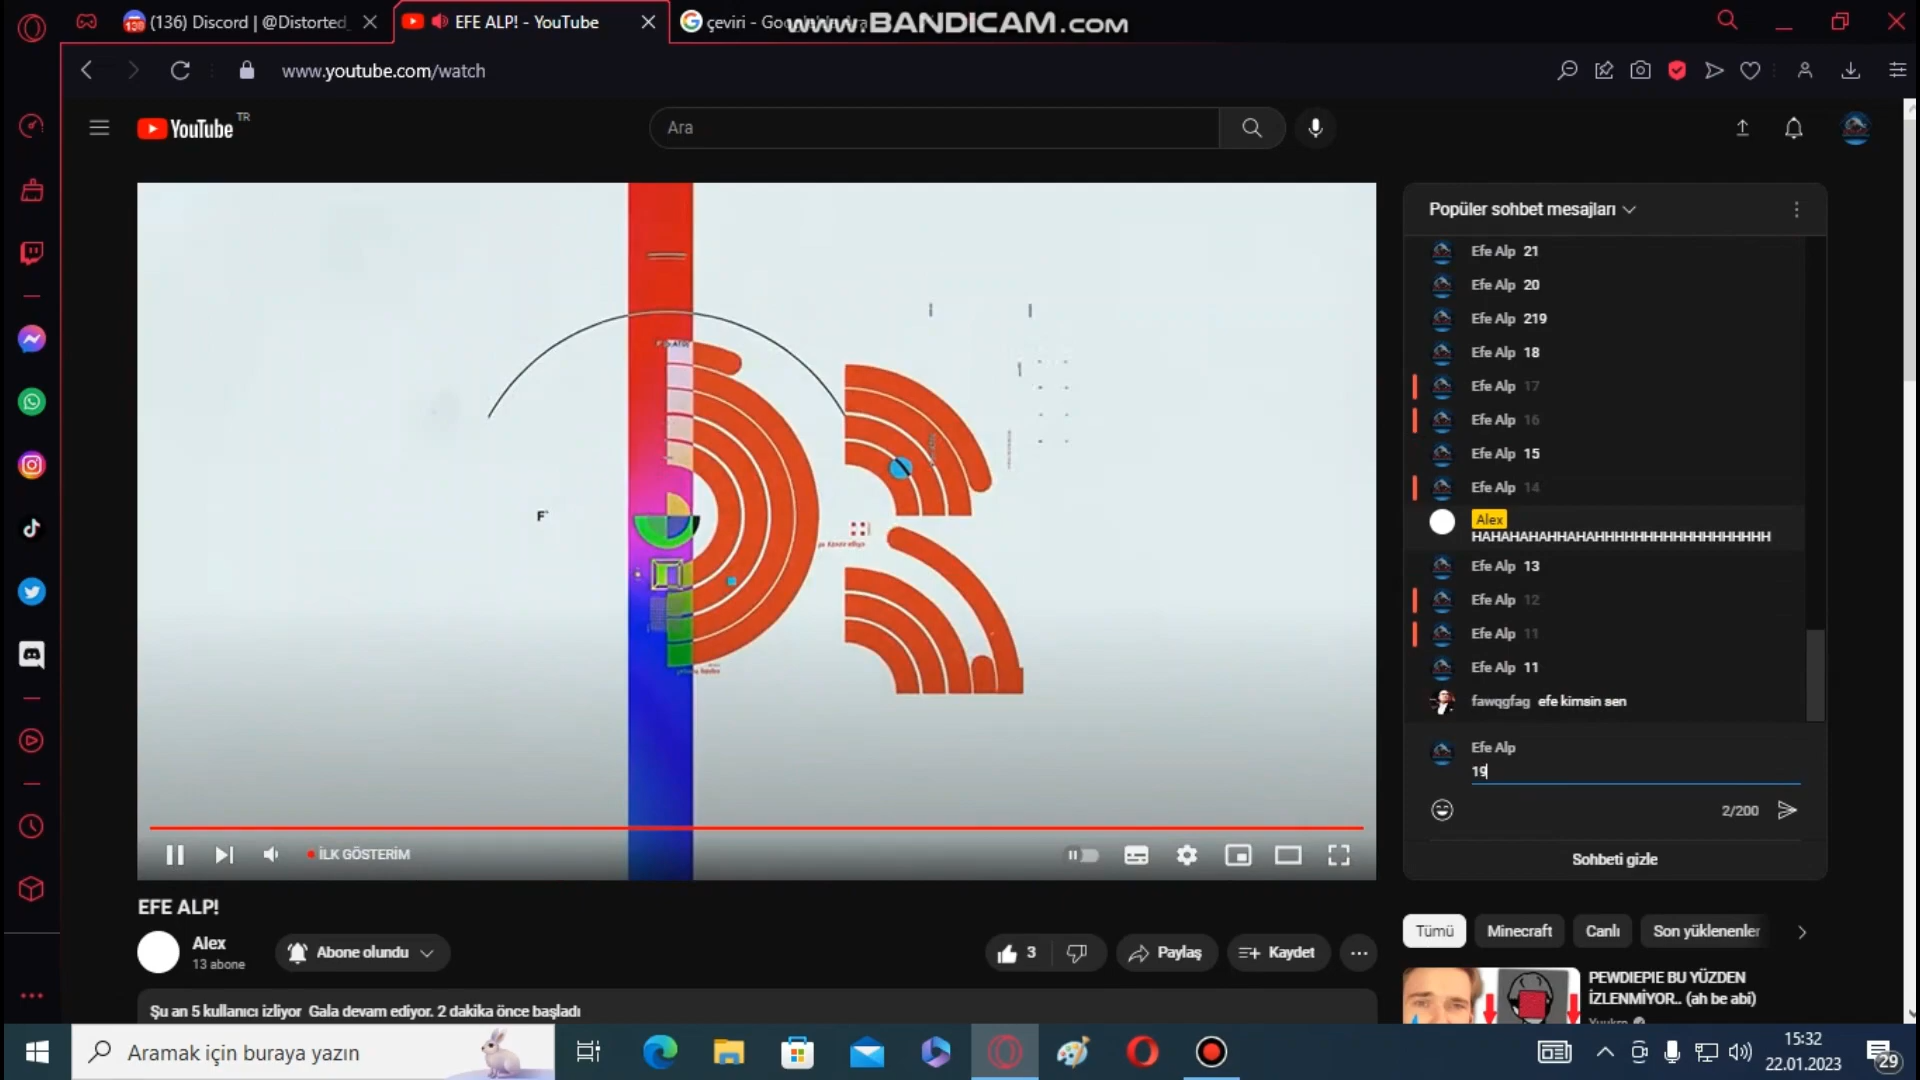 (136) Discord | @Distorted_
EFE ALP! - YouTube
çeviri - Go
www.BANDICAM.com
www.youtube.com/watch
YouTube TR
Ara
Popüler sohbet mesajları
Efe Alp 21
Efe Alp 20
Efe Alp 219
Efe Alp 18
Efe Alp 17
Efe Alp 16
Efe Alp 15
Efe Alp 14
Alex
HAHAHAHAHHAHAHHHHHHHHHHHHHHHHHH
Efe Alp 13
Efe Alp 12
Efe Alp 11
Efe Alp 11
fawqgfag efe kimsin sen
Efe Alp
19
2/200
Sohbeti gizle
İLK GÖSTERİM
EFE ALP!
Alex
13 abone
Abone olundu
3
Paylaş
Kaydet
Tümü
Minecraft
Canlı
Son yüklenenler
PEWDIEPIE BU YÜZDEN
İZLENMİYOR.. (ah be abi)
Şu an 5 kullanıcı izliyor Gala devam ediyor. 2 dakika önce başladı
Aramak için buraya yazın
15:32
22.01.2023
29